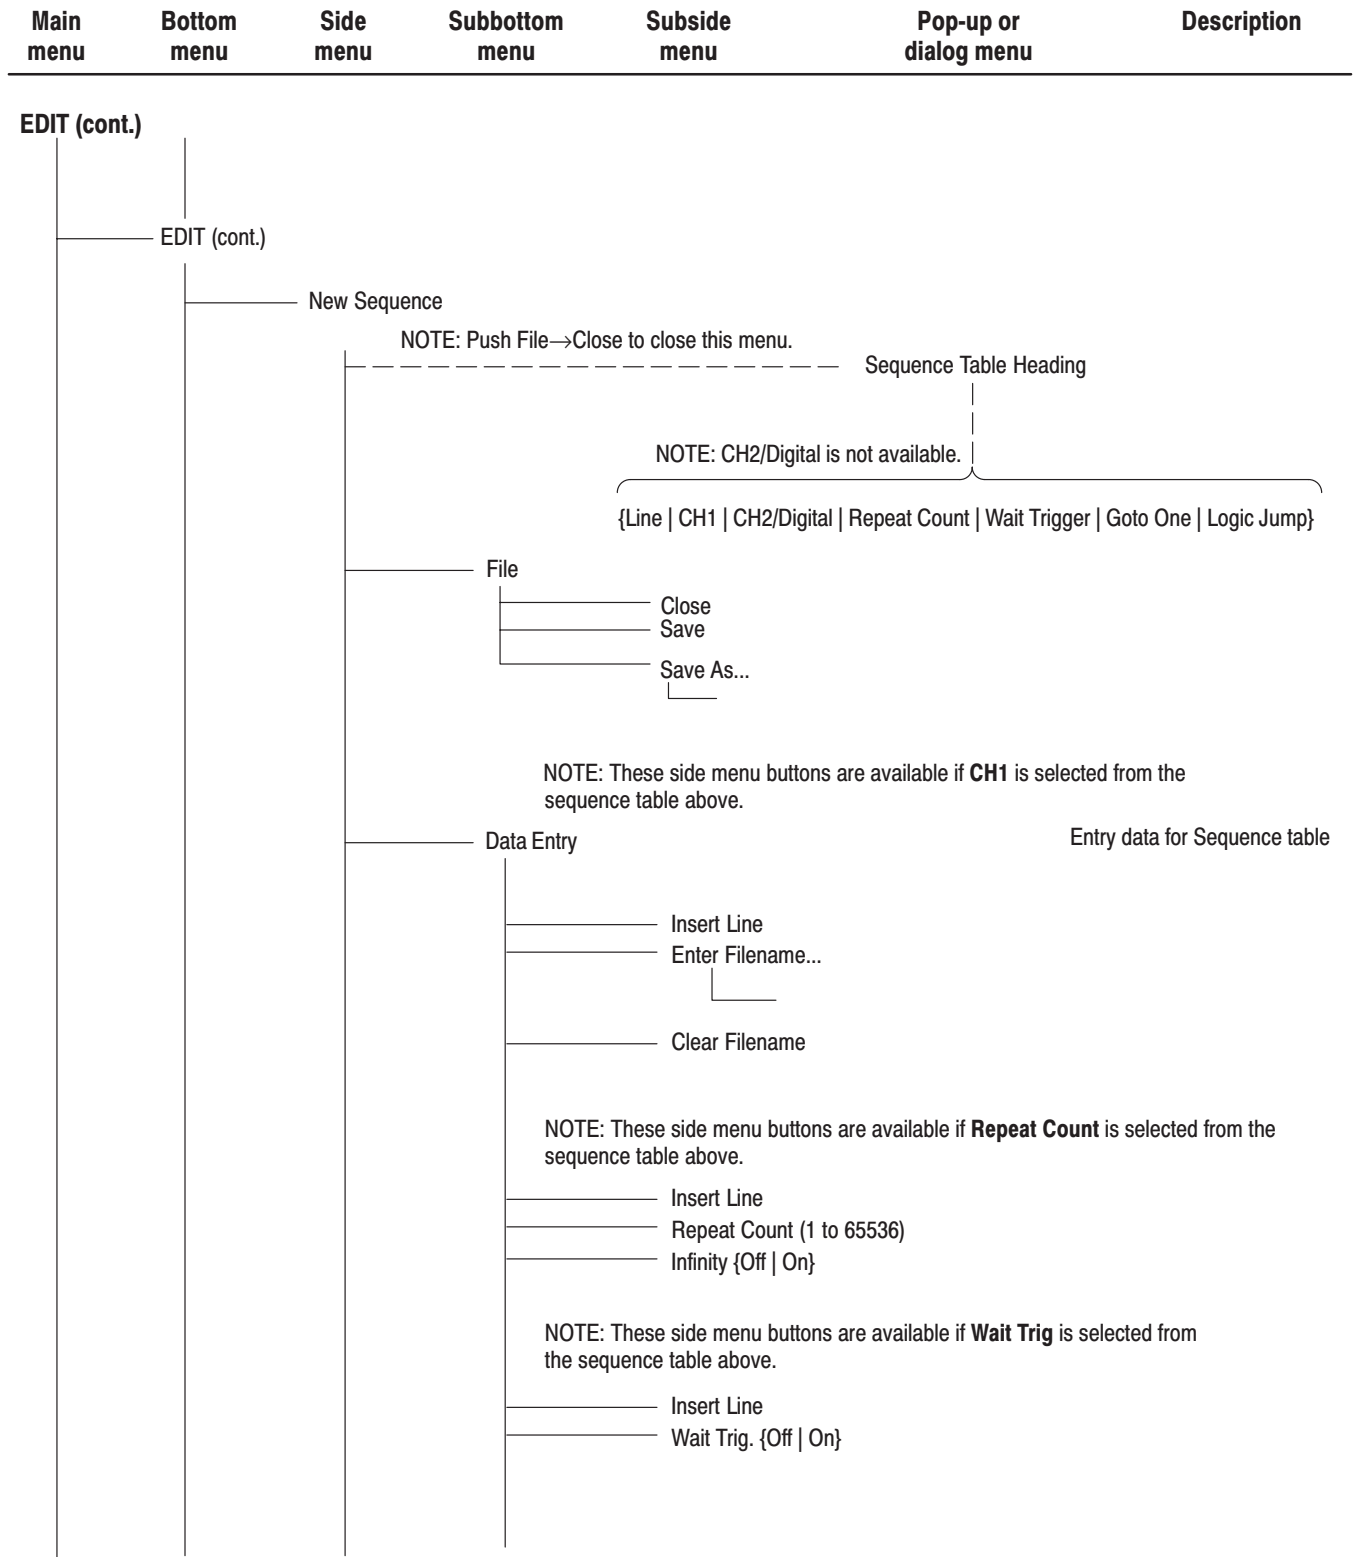 Main menu Bottom menu Side menu Subbottom menu Subside menu Pop-up or dialog menu Description
EDIT (cont.)
EDIT (cont.)
New Sequence
NOTE: Push File→Close to close this menu.
Sequence Table Heading
NOTE: CH2/Digital is not available.
{Line | CH1 | CH2/Digital | Repeat Count | Wait Trigger | Goto One | Logic Jump}
File
Close
Save
Save As...
NOTE: These side menu buttons are available if CH1 is selected from the
sequence table above.
Data Entry Entry data for Sequence table
Insert Line
Enter Filename...
Clear Filename
NOTE: These side menu buttons are available if Repeat Count is selected from the
sequence table above.
Insert Line
Repeat Count (1 to 65536)
Infinity {Off | On}
NOTE: These side menu buttons are available if Wait Trig is selected from
the sequence table above.
Insert Line
Wait Trig. {Off | On}